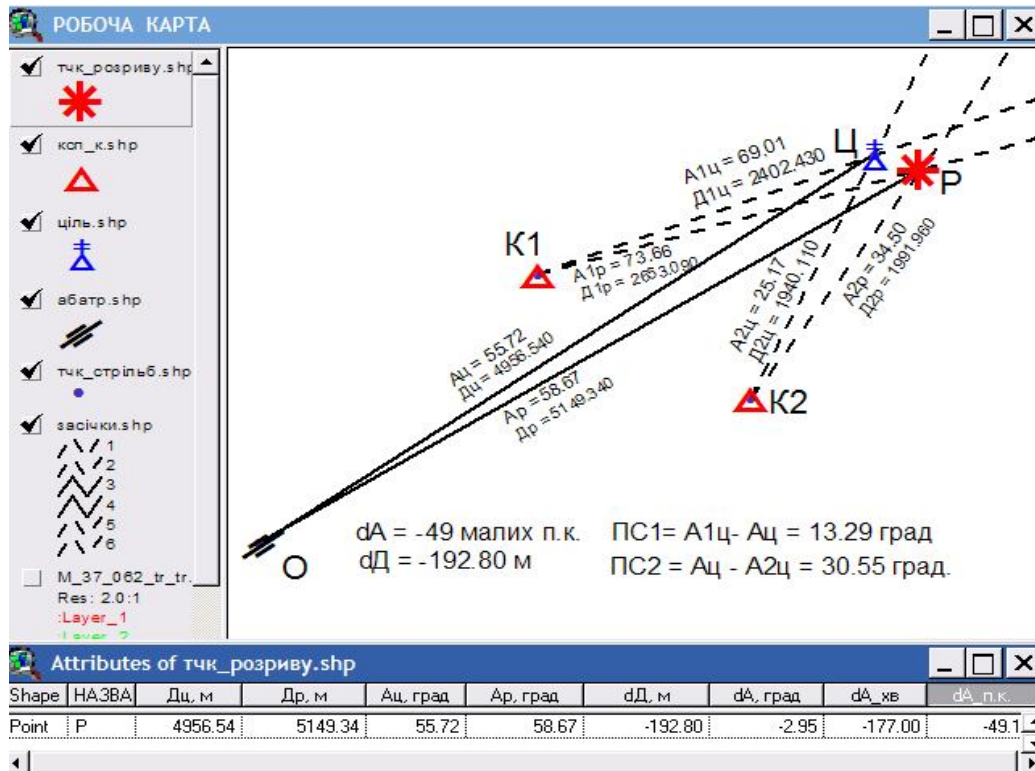 РОБОЧА КАРТА
тчк_розриву.shp
ксп_к.shp
ціль.shp
абатр.shp
тчк_стрільб.shp
засічки.shp
1
2
3
4
5
6
M_37_062_tr_tr.
Res: 2.0:1
:Layer_1
:Layer_2
Ц
Р
К1
К2
О
А1ц = 69.01
Д1ц = 2402.430
А1р = 73.66
Д1р = 2653.090
А2ц = 25.17
Д2ц = 1940.110
А2р = 34.50
Д2р = 1991.960
Ац = 55.72
Дц = 4956.540
Ар =58.67
Др =5149.340
dА = -49 малих п.к.
dД = -192.80 м
ПС1= А1ц- Ац = 13.29 град
ПС2 = Ац - А2ц = 30.55 град.
Attributes of тчк_розриву.shp
Shape НАЗВА Дц, м Др, м Ац, град Ар, град dД, м dА, град dА_хв dА_п.к.
Point Р 4956.54 5149.34 55.72 58.67 -192.80 -2.95 -177.00 -49.1